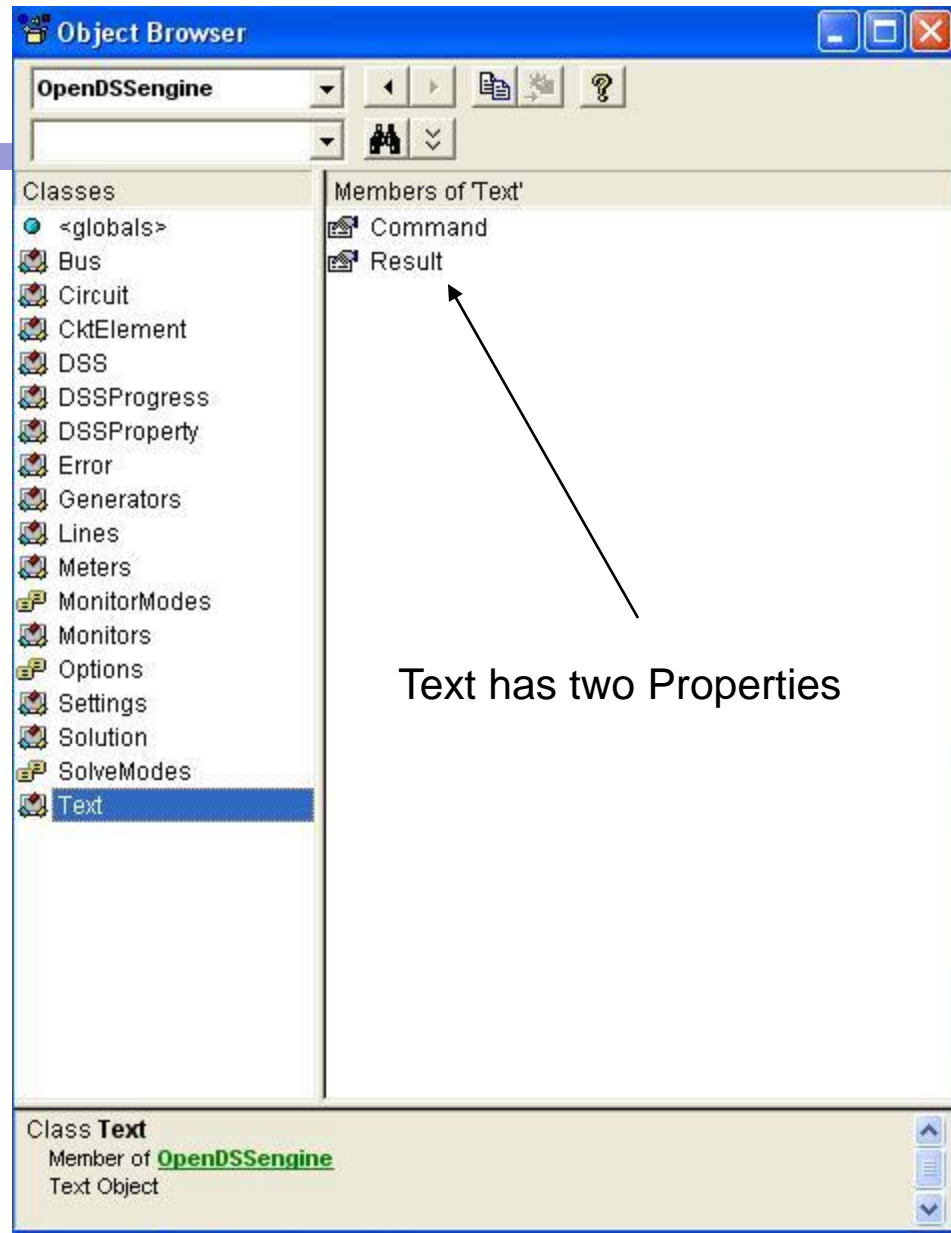 Object Browser
OpenDSSengine
Classes
Members of 'Text'
<globals>
Bus
Circuit
CktElement
DSS
DSSProgress
DSSProperty
Error
Generators
Lines
Meters
MonitorModes
Monitors
Options
Settings
Solution
SolveModes
Text
Command
Result
Text has two Properties
Class Text
Member of OpenDSSengine
Text Object